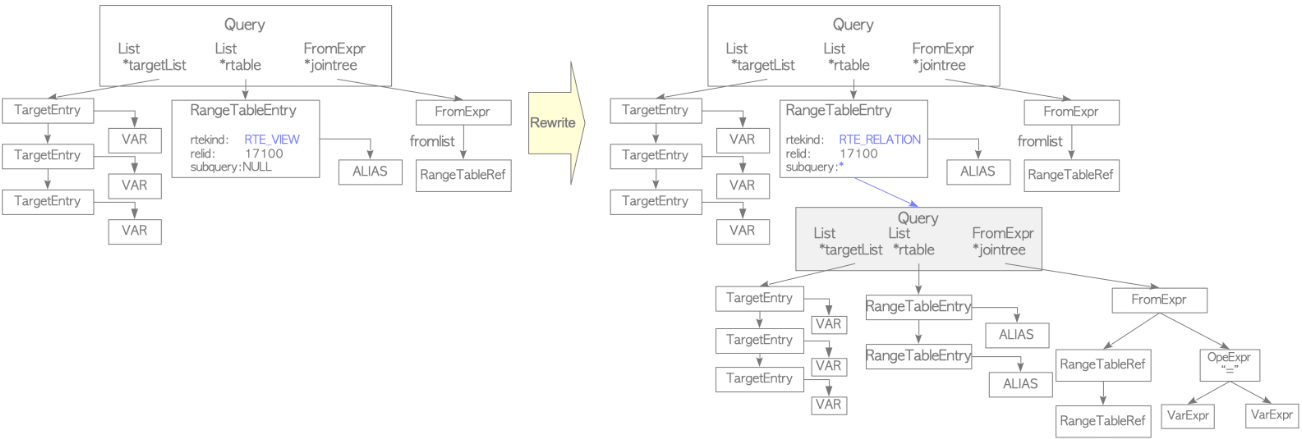 Query
List List FromExpr
*targetList *rtable *jointree
TargetEntry
VAR
TargetEntry
VAR
TargetEntry
VAR
RangeTableEntry
rtekind: RTE_VIEW
relid: 17100
subquery:NULL
ALIAS
FromExpr
fromlist
RangeTableRef
Rewrite
Query
List List FromExpr
*targetList *rtable *jointree
TargetEntry
VAR
TargetEntry
VAR
TargetEntry
VAR
RangeTableEntry
rtekind: RTE_RELATION
relid: 17100
subquery:*
ALIAS
FromExpr
fromlist
RangeTableRef
Query
List List FromExpr
*targetList *rtable *jointree
TargetEntry
VAR
TargetEntry
VAR
TargetEntry
VAR
RangeTableEntry
ALIAS
RangeTableEntry
ALIAS
FromExpr
RangeTableRef
RangeTableRef
OpeExpr
“=”
VarExpr
VarExpr